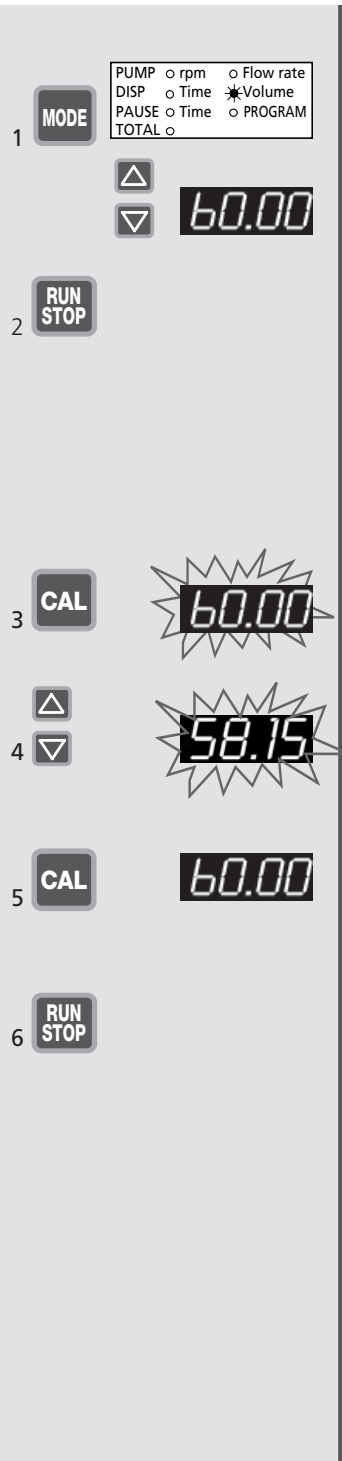 PUMP rpm Flow rate
DISP Time Volume
PAUSE Time PROGRAM
TOTAL
1 MODE
60.00
2 RUN STOP
3 CAL 60.00
4 58.15
5 CAL 60.00
6 RUN STOP